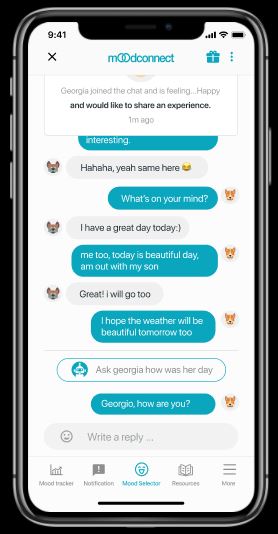 9:41
moodconnect
Georgia joined the chat and is feeling...Happy
and would like to share an experience.
1m ago
interesting.
Hahaha, yeah same here 😂
What's on your mind?
I have a great day today:)
me too, today is beautiful day,
am out with my son
Great! i will go too
I hope the weather will be
beautiful tomorrow too
Ask georgia how was her day
Georgio, how are you?
Write a reply ...
Mood tracker
Notification
Mood Selector
Resources
More